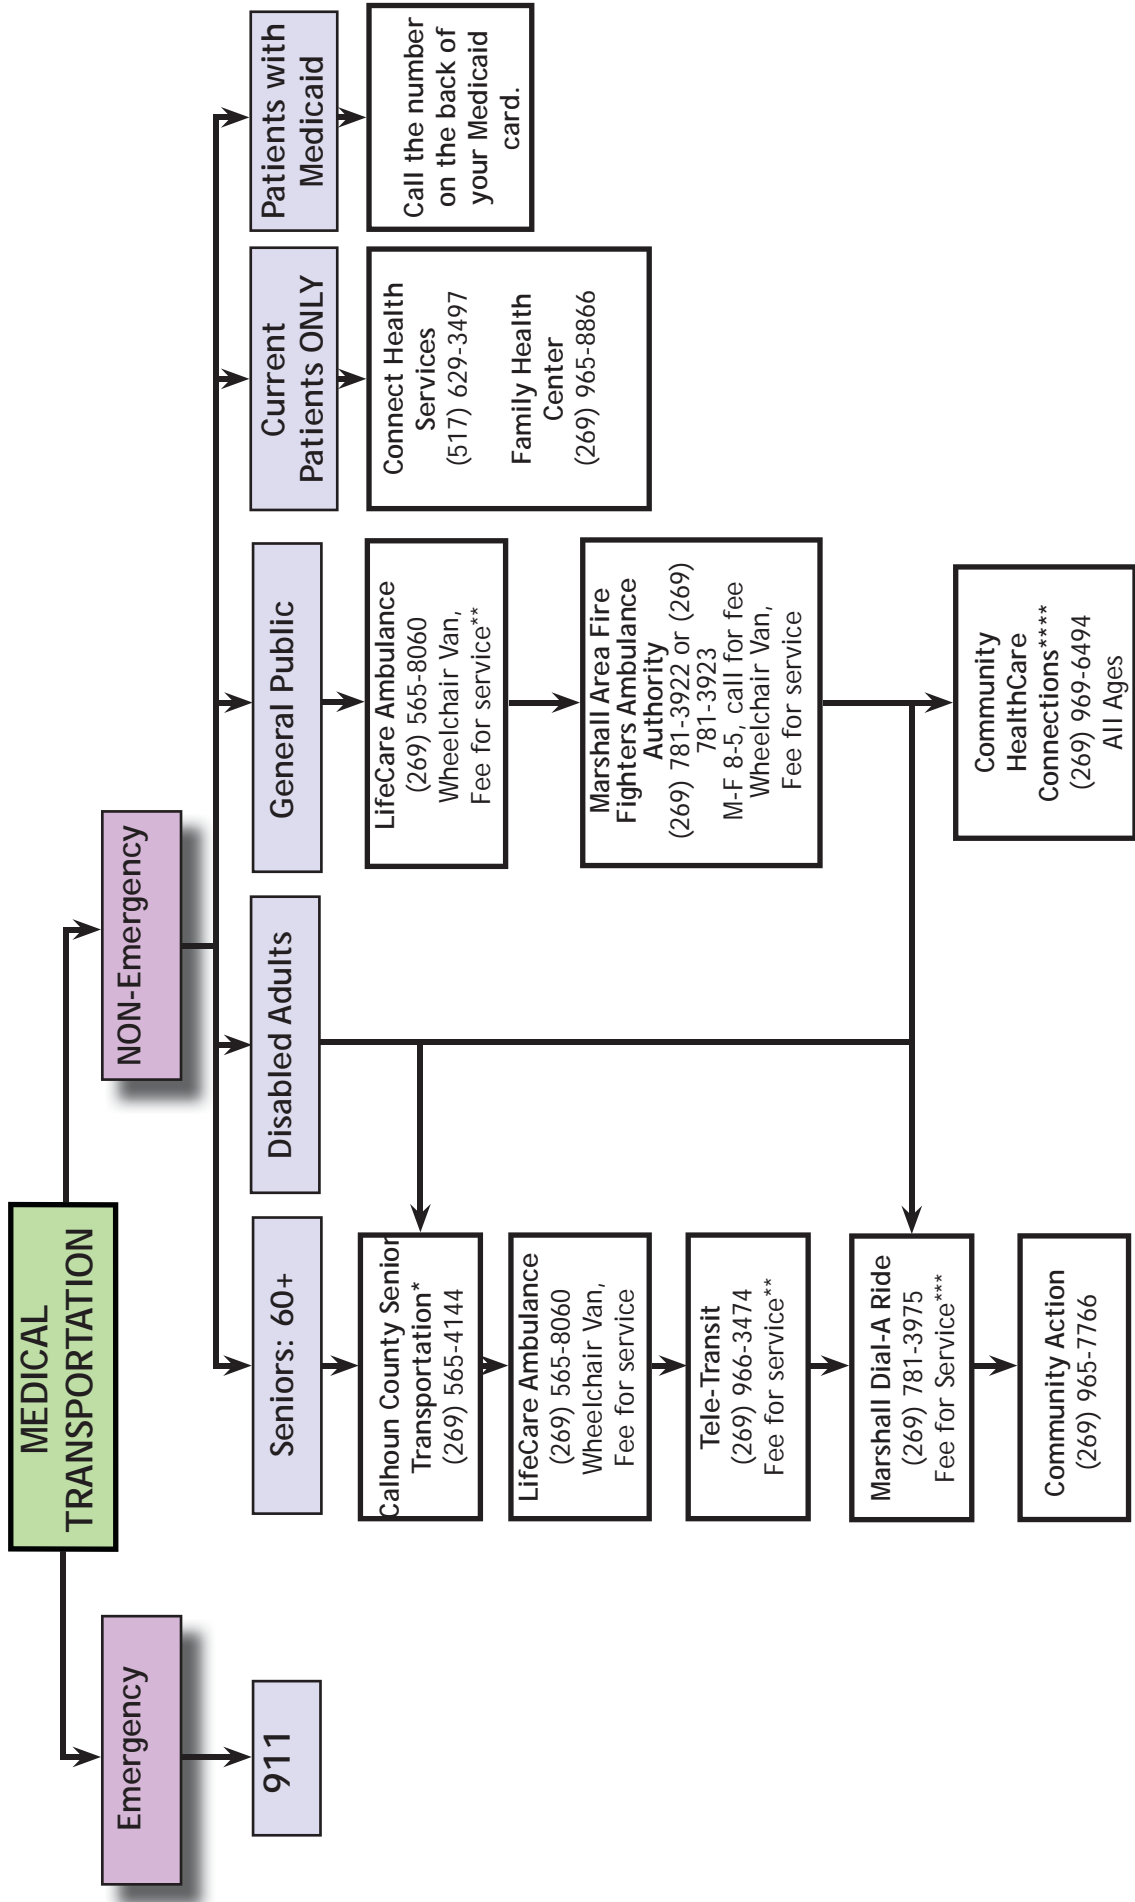 MEDICAL
TRANSPORTATION
Emergency
911
NON-Emergency
Seniors: 60+
Calhoun County Senior
Transportation*
(269) 565-4144
LifeCare Ambulance
(269) 565-8060
Wheelchair Van,
Fee for service
Tele-Transit
(269) 966-3474
Fee for service**
Marshall Dial-A Ride
(269) 781-3975
Fee for Service***
Community Action
(269) 965-7766
Disabled Adults
General Public
LifeCare Ambulance
(269) 565-8060
Wheelchair Van,
Fee for service**
Marshall Area Fire
Fighters Ambulance
Authority
(269) 781-3922 or (269)
781-3923
M-F 8-5, call for fee
Wheelchair Van,
Fee for service
Community
HealthCare
Connections****
(269) 969-6494
All Ages
Current
Patients ONLY
Connect Health
Services
(517) 629-3497
Family Health
Center
(269) 965-8866
Patients with
Medicaid
Call the number
on the back of
your Medicaid
card.